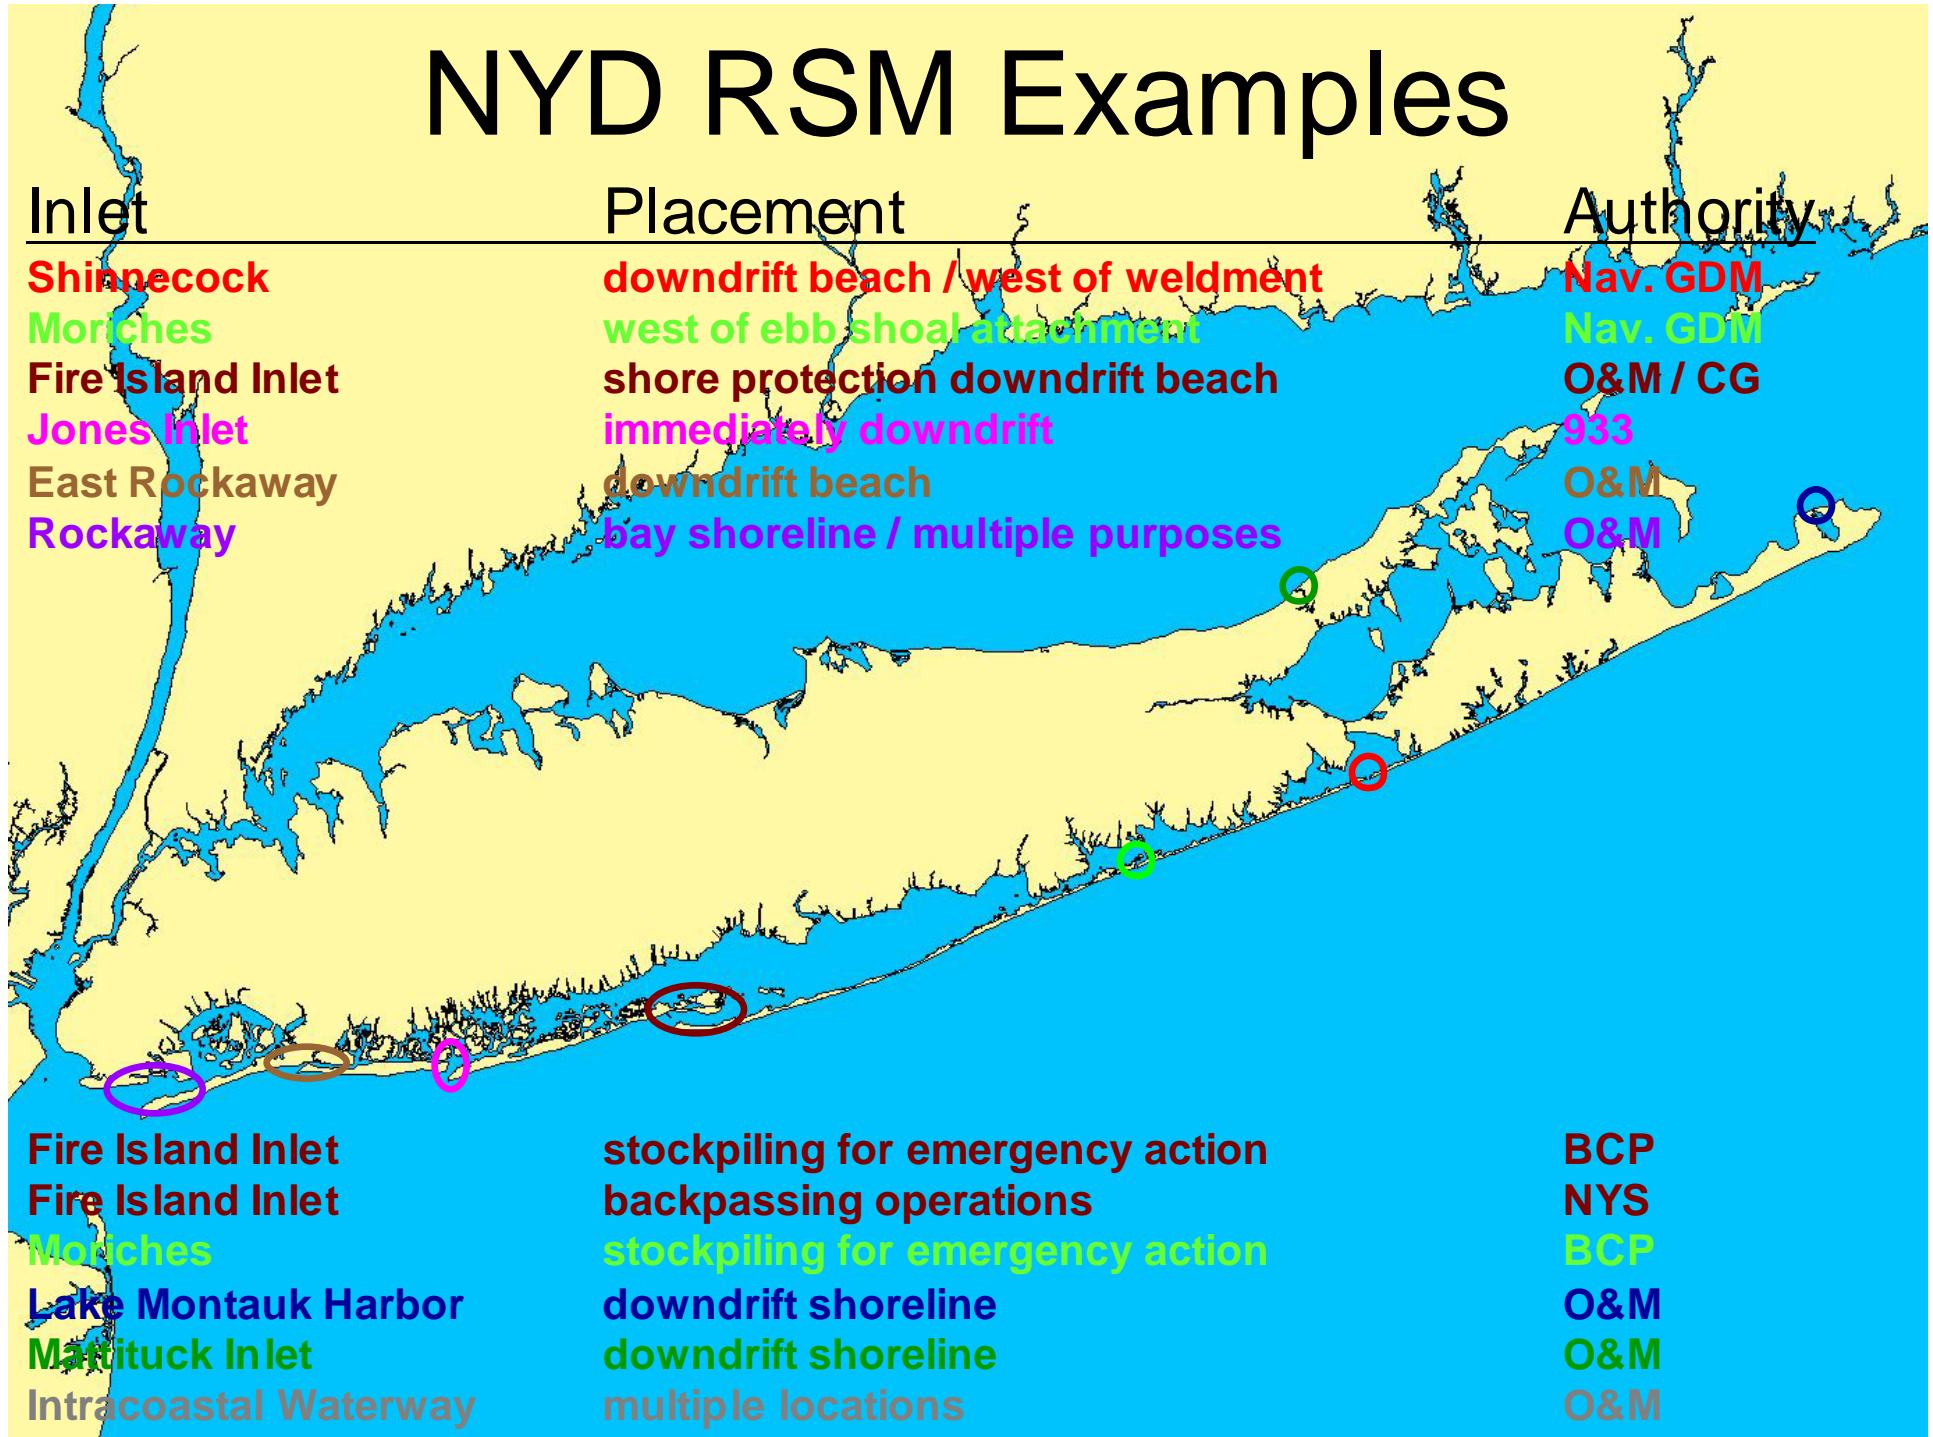 NYD RSM Examples
Inlet Placement Authority
Shinnecock downdrift beach / west of weldment Nav. GDM
Moriches west of ebb shoal attachment Nav. GDM
Fire Island Inlet shore protection downdrift beach O&M / CG
Jones Inlet immediately downdrift 933
East Rockaway downdrift beach O&M
Rockaway bay shoreline / multiple purposes O&M
Fire Island Inlet stockpiling for emergency action BCP
Fire Island Inlet backpassing operations NYS
Moriches stockpiling for emergency action BCP
Lake Montauk Harbor downdrift shoreline O&M
Mattituck Inlet downdrift shoreline O&M
Intracoastal Waterway multiple locations O&M